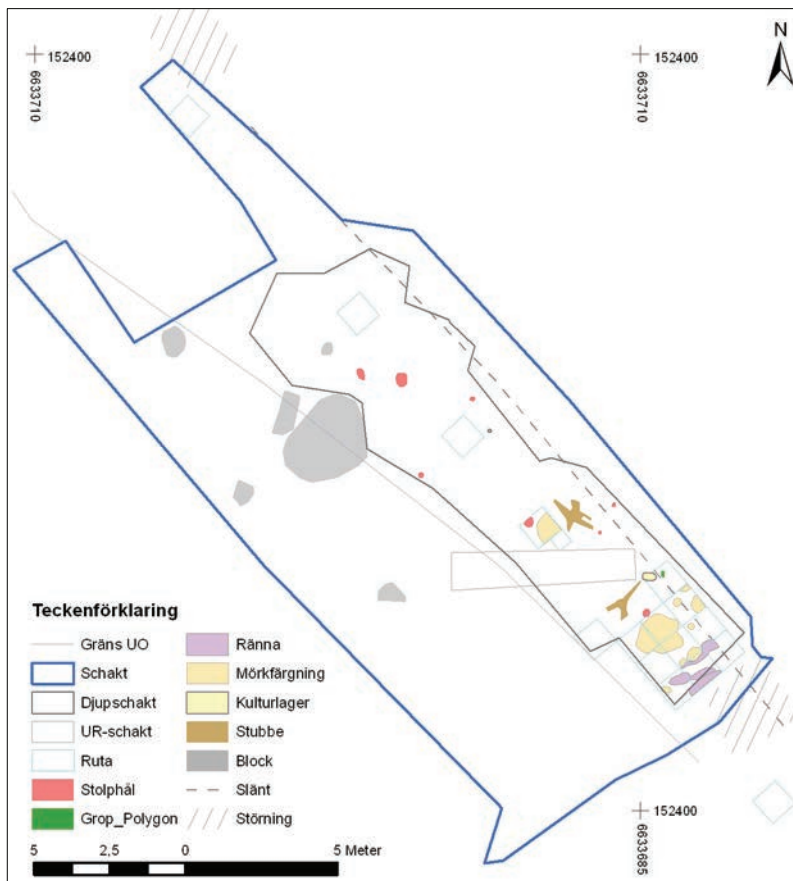 N
152400
6633710
152400
6633710
Teckenförklaring
Gräns UO
Schakt
Djupschakt
UR-schakt
Ruta
Stolphål
Grop_Polygon
Ränna
Mörkfärgning
Kulturlager
Stubbe
Block
Slänt
Störning
5 2,5 0 5 Meter
152400
6633685